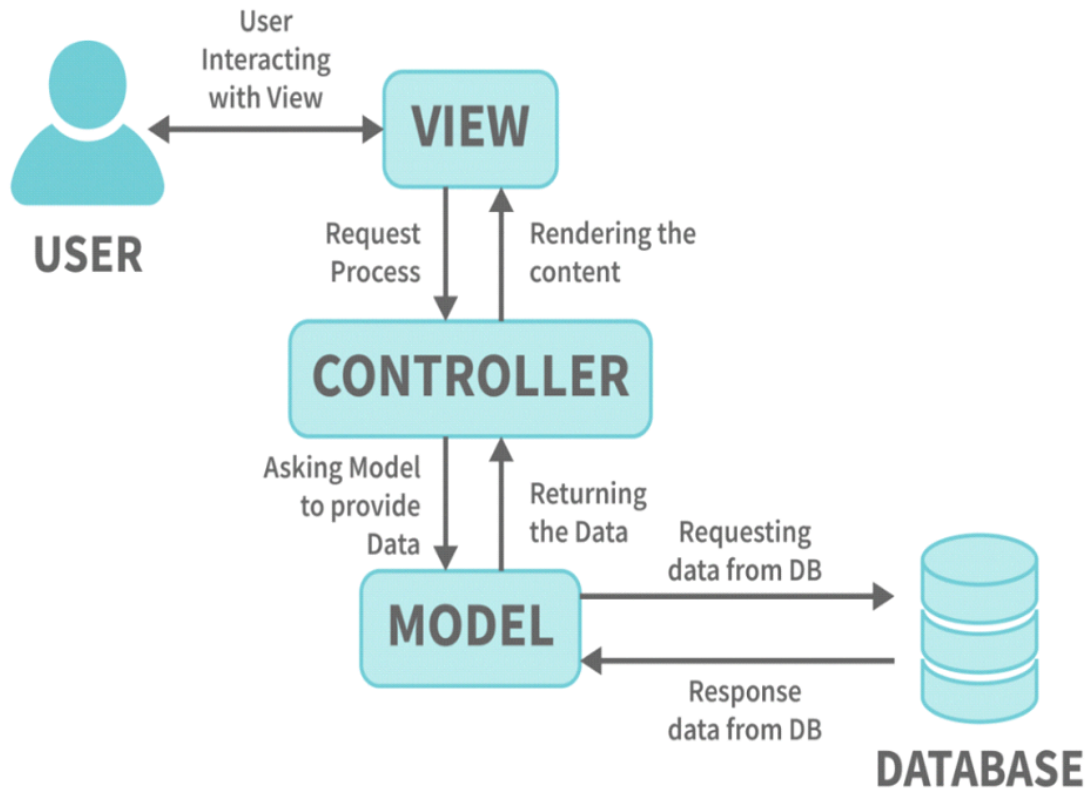 User
Interacting
with View
VIEW
USER
Request
Process
Rendering the
content
CONTROLLER
Asking Model
to provide
Data
Returning
the Data
Requesting
data from DB
MODEL
Response
data from DB
DATABASE